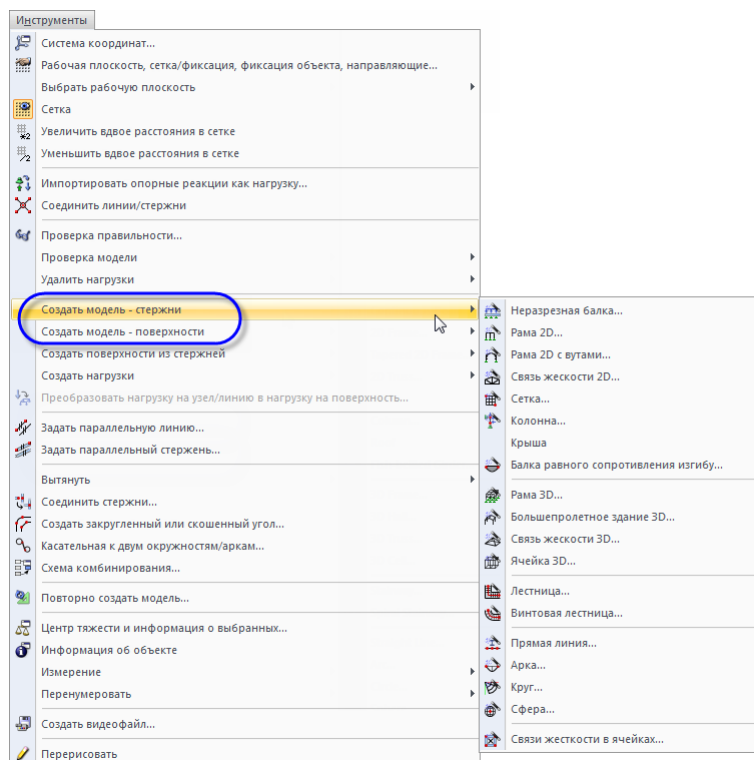 Инструменты
Система координат...
Рабочая плоскость, сетка/фиксация, фиксация объекта, направляющие...
Выбрать рабочую плоскость
Сетка
Увеличить вдвое расстояния в сетке
Уменьшить вдвое расстояния в сетке
Импортировать опорные реакции как нагрузку...
Соединить линии/стержни
Проверка правильности...
Проверка модели
Удалить нагрузки
Создать модель - стержни
Создать модель - поверхности
Создать поверхности из стержней
Создать нагрузки
Преобразовать нагрузку на узел/линию в нагрузку на поверхность...
Задать параллельную линию...
Задать параллельный стержень...
Вытянуть
Соединить стержни...
Создать закругленный или скошенный угол...
Касательная к двум окружностям/аркам...
Схема комбинирования...
Повторно создать модель...
Центр тяжести и информация о выбранных...
Информация об объекте
Измерение
Перенумеровать
Создать видеофайл...
Перерисовать
Неразрезная балка...
Рама 2D...
Рама 2D с вутами...
Связь жескости 2D...
Сетка...
Колонна...
Крыша
Балка равного сопротивления изгибу...
Рама 3D...
Большепролетное здание 3D...
Связь жескости 3D...
Ячейка 3D...
Лестница...
Винтовая лестница...
Прямая линия...
Арка...
Круг...
Сфера...
Связи жесткости в ячейках...